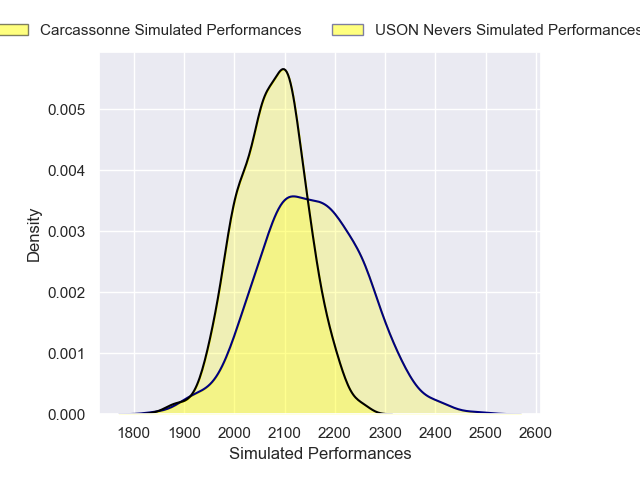 Carcassonne Simulated Performances
USON Nevers Simulated Performances
0.005
0.004
0.003
0.002
0.001
0.000
Density
1800 1900 2000 2100 2200 2300 2400 2500 2600
Simulated Performances